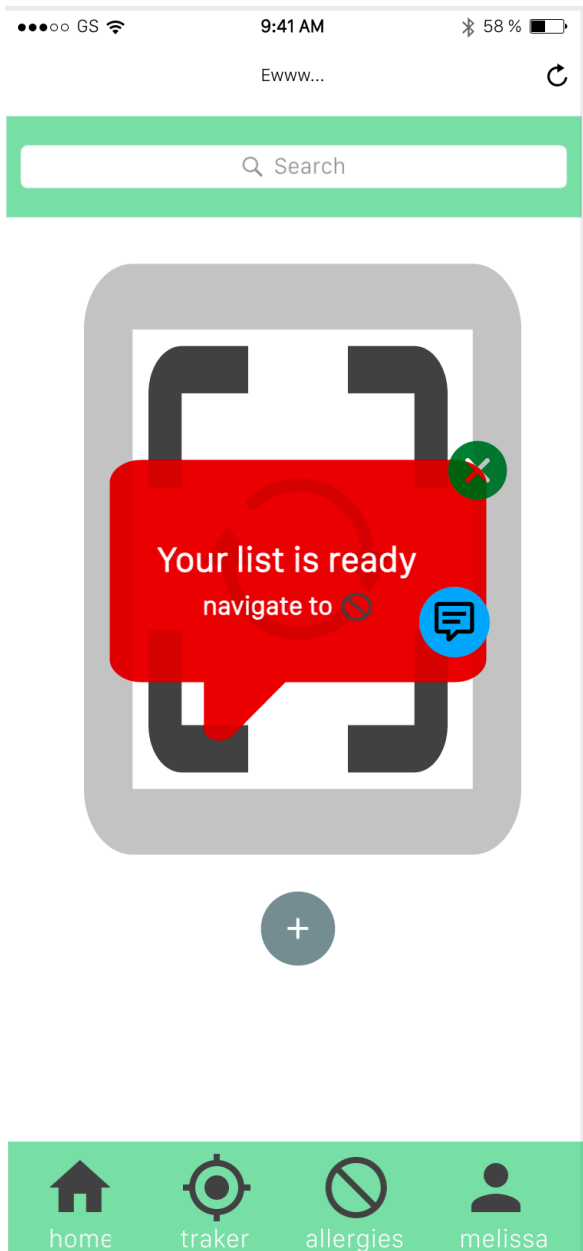 GS 9:41 AM 58 %
Ewww...
Search
Your list is ready
navigate to
home traker allergies melissa